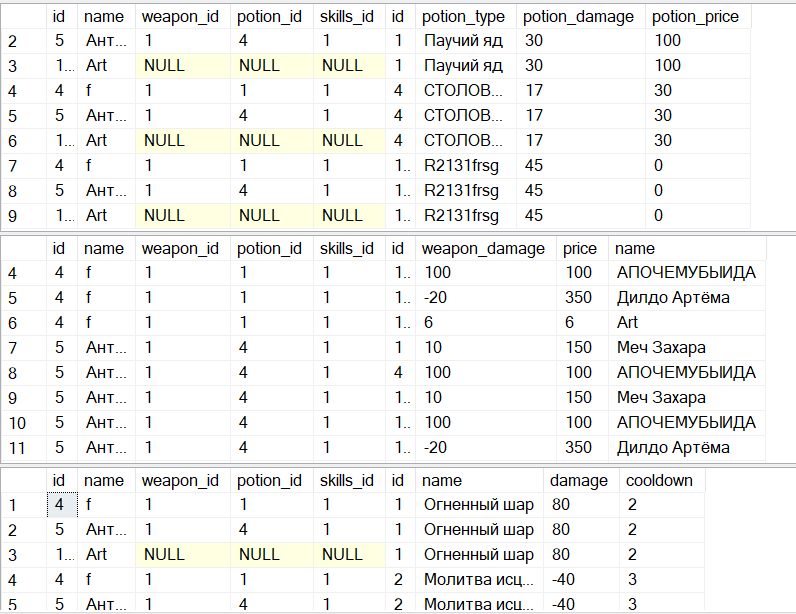 id name weapon_id potion_id skills_id id potion_type potion_damage potion_price
2 5 Ант... 1 4 1 1 Паучий яд 30 100
3 1... Art NULL NULL NULL 1 Паучий яд 30 100
4 4 f 1 1 1 4 СТОЛОВ... 17 30
5 5 Ант... 1 4 1 4 СТОЛОВ... 17 30
6 1... Art NULL NULL NULL 4 СТОЛОВ... 17 30
7 4 f 1 1 1 1.. R2131frsg 45 0
8 5 Ант... 1 4 1 1.. R2131frsg 45 0
9 1... Art NULL NULL NULL 1.. R2131frsg 45 0
id name weapon_id potion_id skills_id id weapon_damage price name
4 4 f 1 1 1 1.. 100 100 АПОЧЕМУБЫИДА
5 4 f 1 1 1 1.. -20 350 Дилдо Артёма
6 4 f 1 1 1 1.. 6 6 Art
7 5 Ант... 1 4 1 1 10 150 Меч Захара
8 5 Ант... 1 4 1 4 100 100 АПОЧЕМУБЫИДА
9 5 Ант... 1 4 1 1.. 10 150 Меч Захара
10 5 Ант... 1 4 1 1.. 100 100 АПОЧЕМУБЫИДА
11 5 Ант... 1 4 1 1.. -20 350 Дилдо Артёма
id name weapon_id potion_id skills_id id name damage cooldown
1 4 f 1 1 1 1 Огненный шар 80 2
2 5 Ант... 1 4 1 1 Огненный шар 80 2
3 1... Art NULL NULL NULL 1 Огненный шар 80 2
4 4 f 1 1 1 2 Молитва исц... -40 3
5 5 Ант... 1 4 1 2 Молитва исц... -40 3